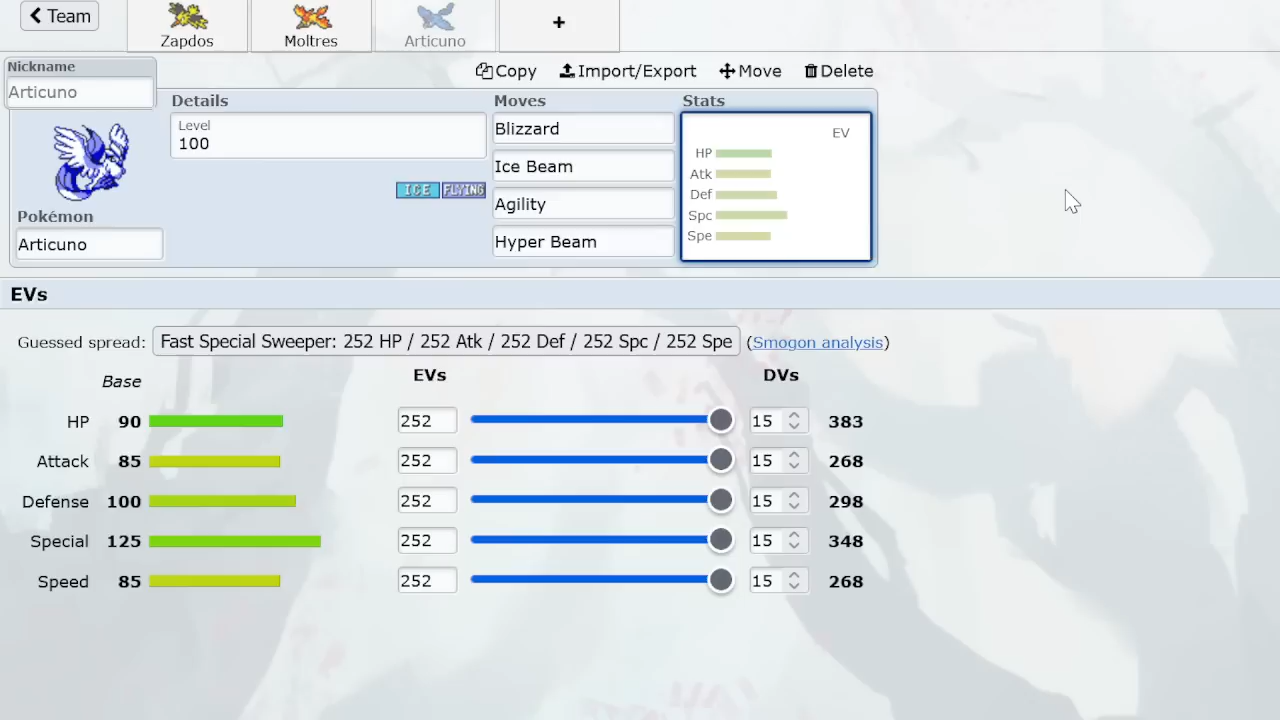 Team
Zapdos
Moltres
Articuno
+
Nickname
Articuno
Copy
Import/Export
Move
Delete
Details
Moves
Stats
Level
100
Blizzard
Ice Beam
Agility
Hyper Beam
ICE FLYING
EV
HP
Atk
Def
Spc
Spe
Pokémon
Articuno
EVs
Guessed spread: Fast Special Sweeper: 252 HP / 252 Atk / 252 Def / 252 Spc / 252 Spe (Smogon analysis)
Base EVs DVs
HP 90 252 15 383
Attack 85 252 15 268
Defense 100 252 15 298
Special 125 252 15 348
Speed 85 252 15 268